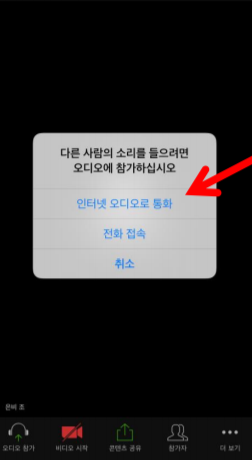 다른 사람의 소리를 들으려면
오디오에 참가하십시오
인터넷 오디오로 통화
전화 접속
취소
은비 조
오디오 참가
비디오 시작
콘텐츠 공유
참가자
더 보기